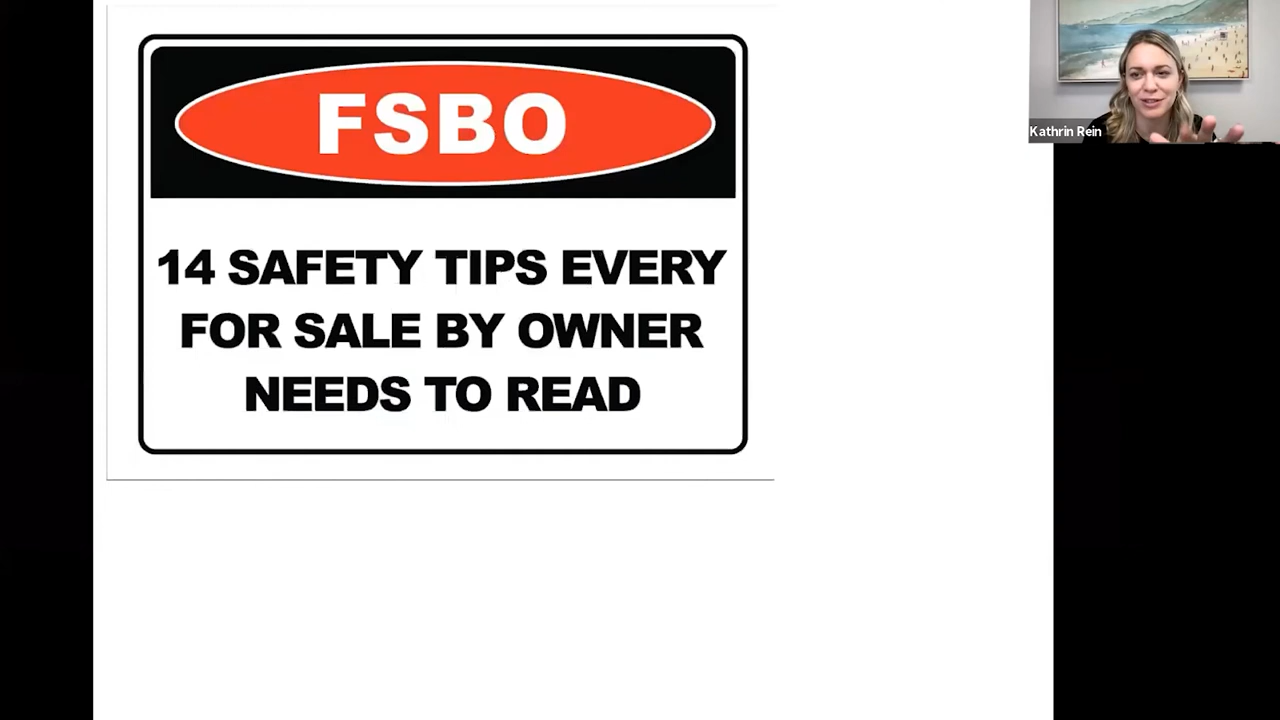 FSBO
14 SAFETY TIPS EVERY
FOR SALE BY OWNER
NEEDS TO READ
Kathrin Rein